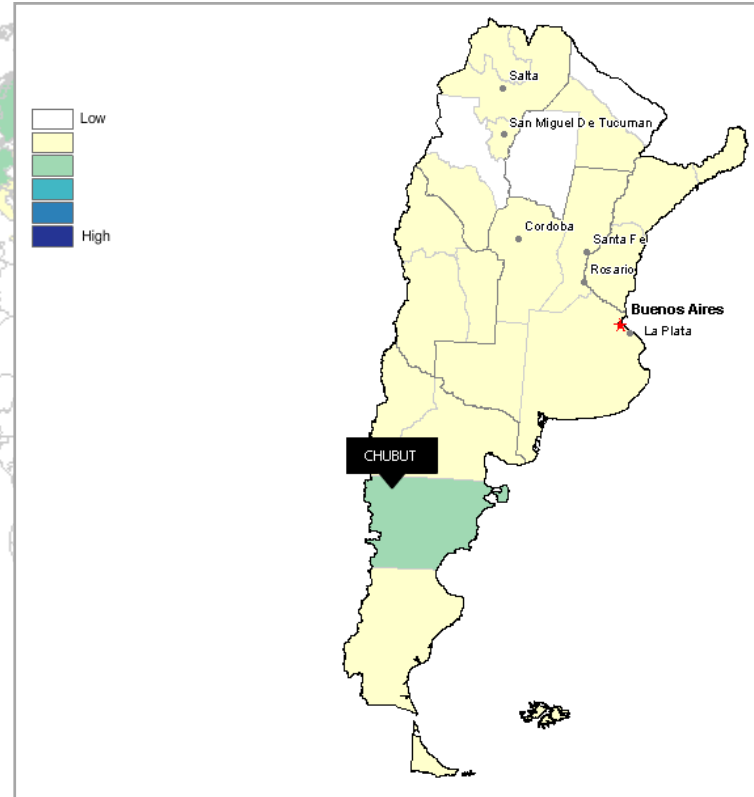 Low
High
Salta
San Miguel De Tucuman
Cordoba
Santa Fe
Rosario
Buenos Aires
La Plata
CHUBUT